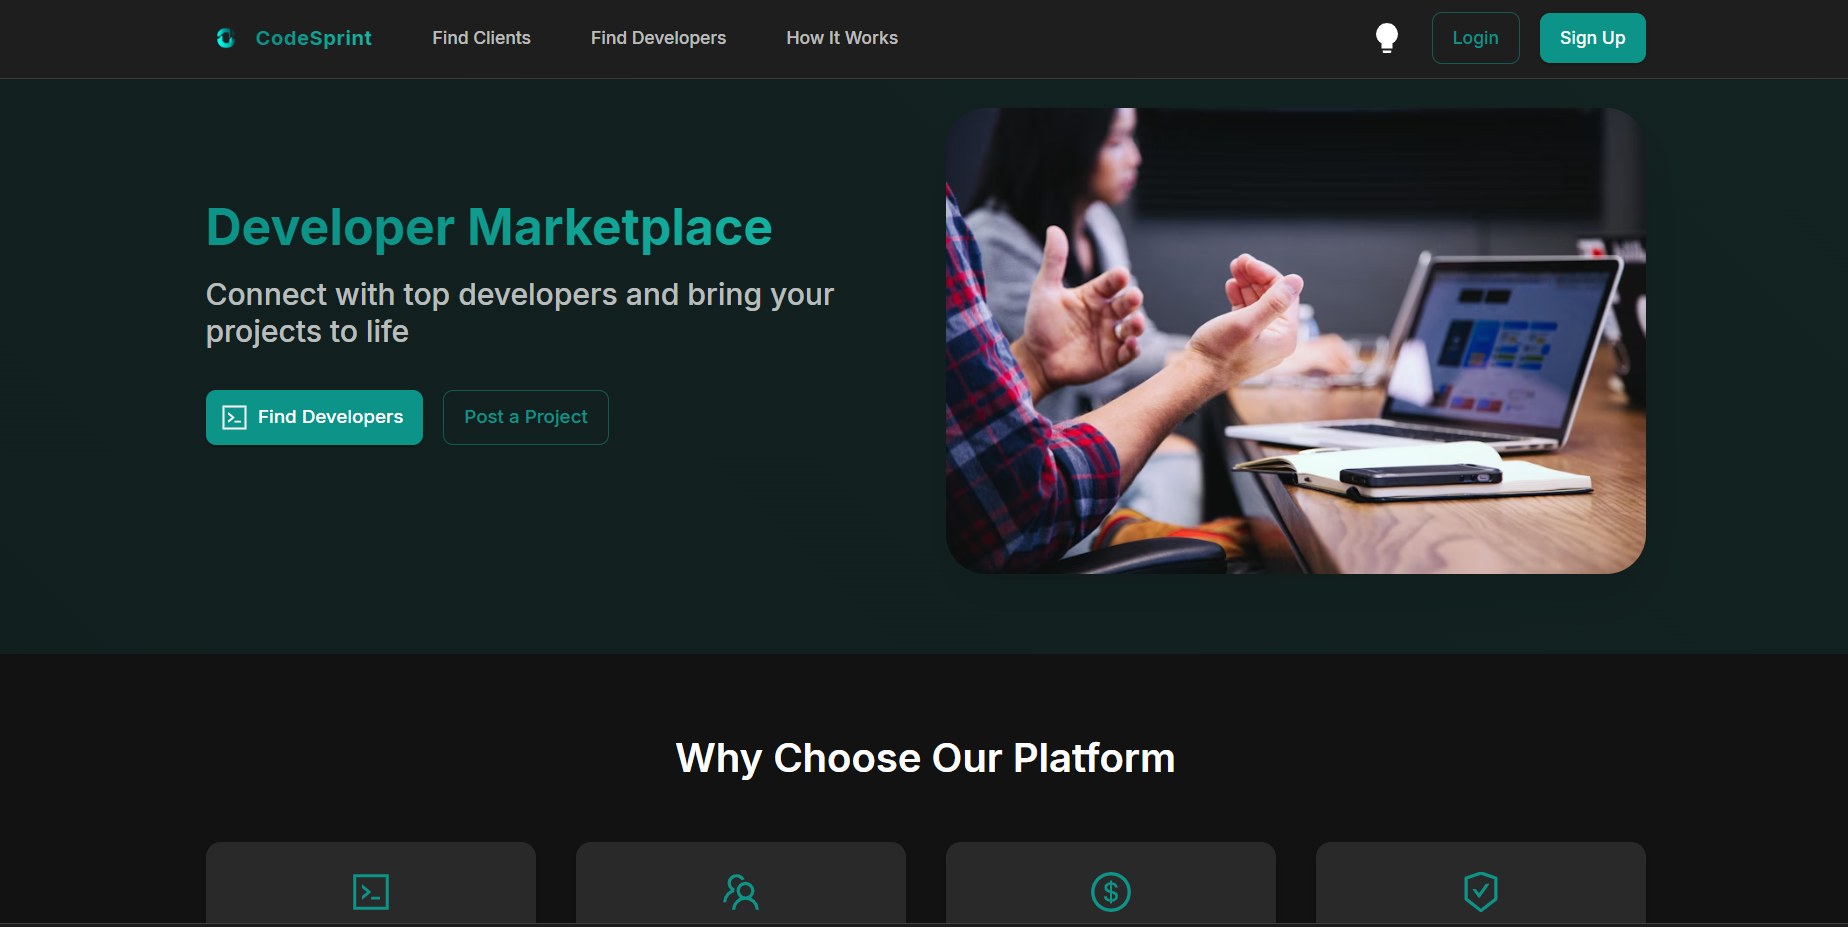 CodeSprint
Find Clients
Find Developers
How It Works
Login
Sign Up
Developer Marketplace
Connect with top developers and bring your
projects to life
Find Developers
Post a Project
Why Choose Our Platform